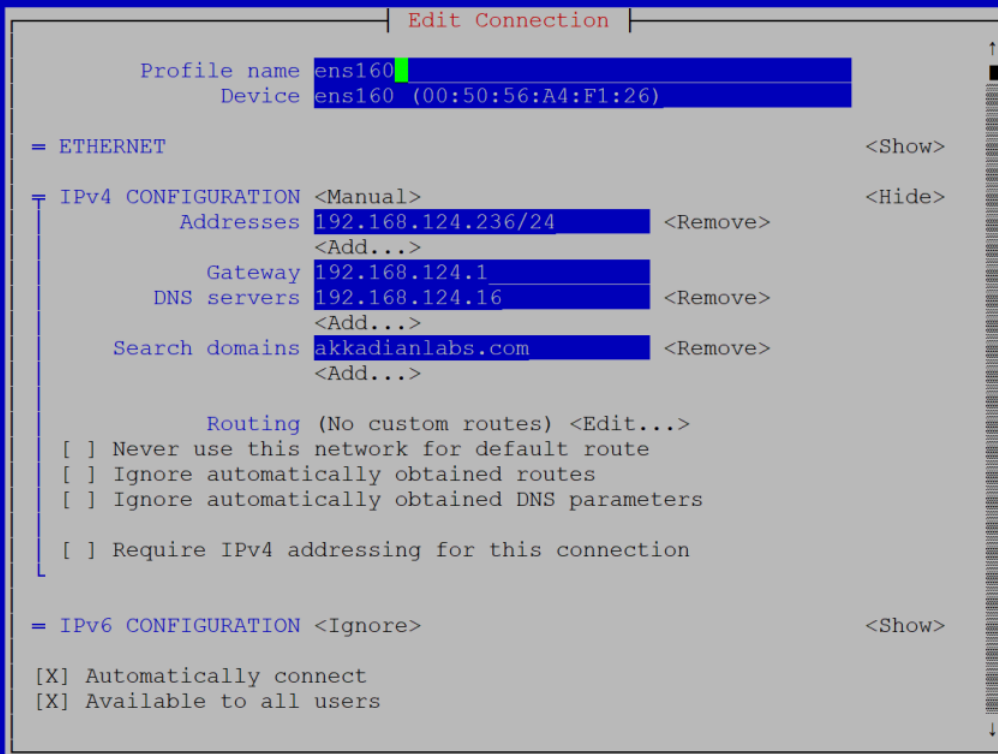 Edit Connection
Profile name ens160
Device ens160 (00:50:56:A4:F1:26)
= ETHERNET <Show>
IPv4 CONFIGURATION <Manual> <Hide>
Addresses 192.168.124.236/24 <Remove>
<Add...>
Gateway 192.168.124.1
DNS servers 192.168.124.16 <Remove>
<Add...>
Search domains akkadianlabs.com <Remove>
<Add...>
Routing (No custom routes) <Edit...>
[ ] Never use this network for default route
[ ] Ignore automatically obtained routes
[ ] Ignore automatically obtained DNS parameters
[ ] Require IPv4 addressing for this connection
= IPv6 CONFIGURATION <Ignore> <Show>
[X] Automatically connect
[X] Available to all users